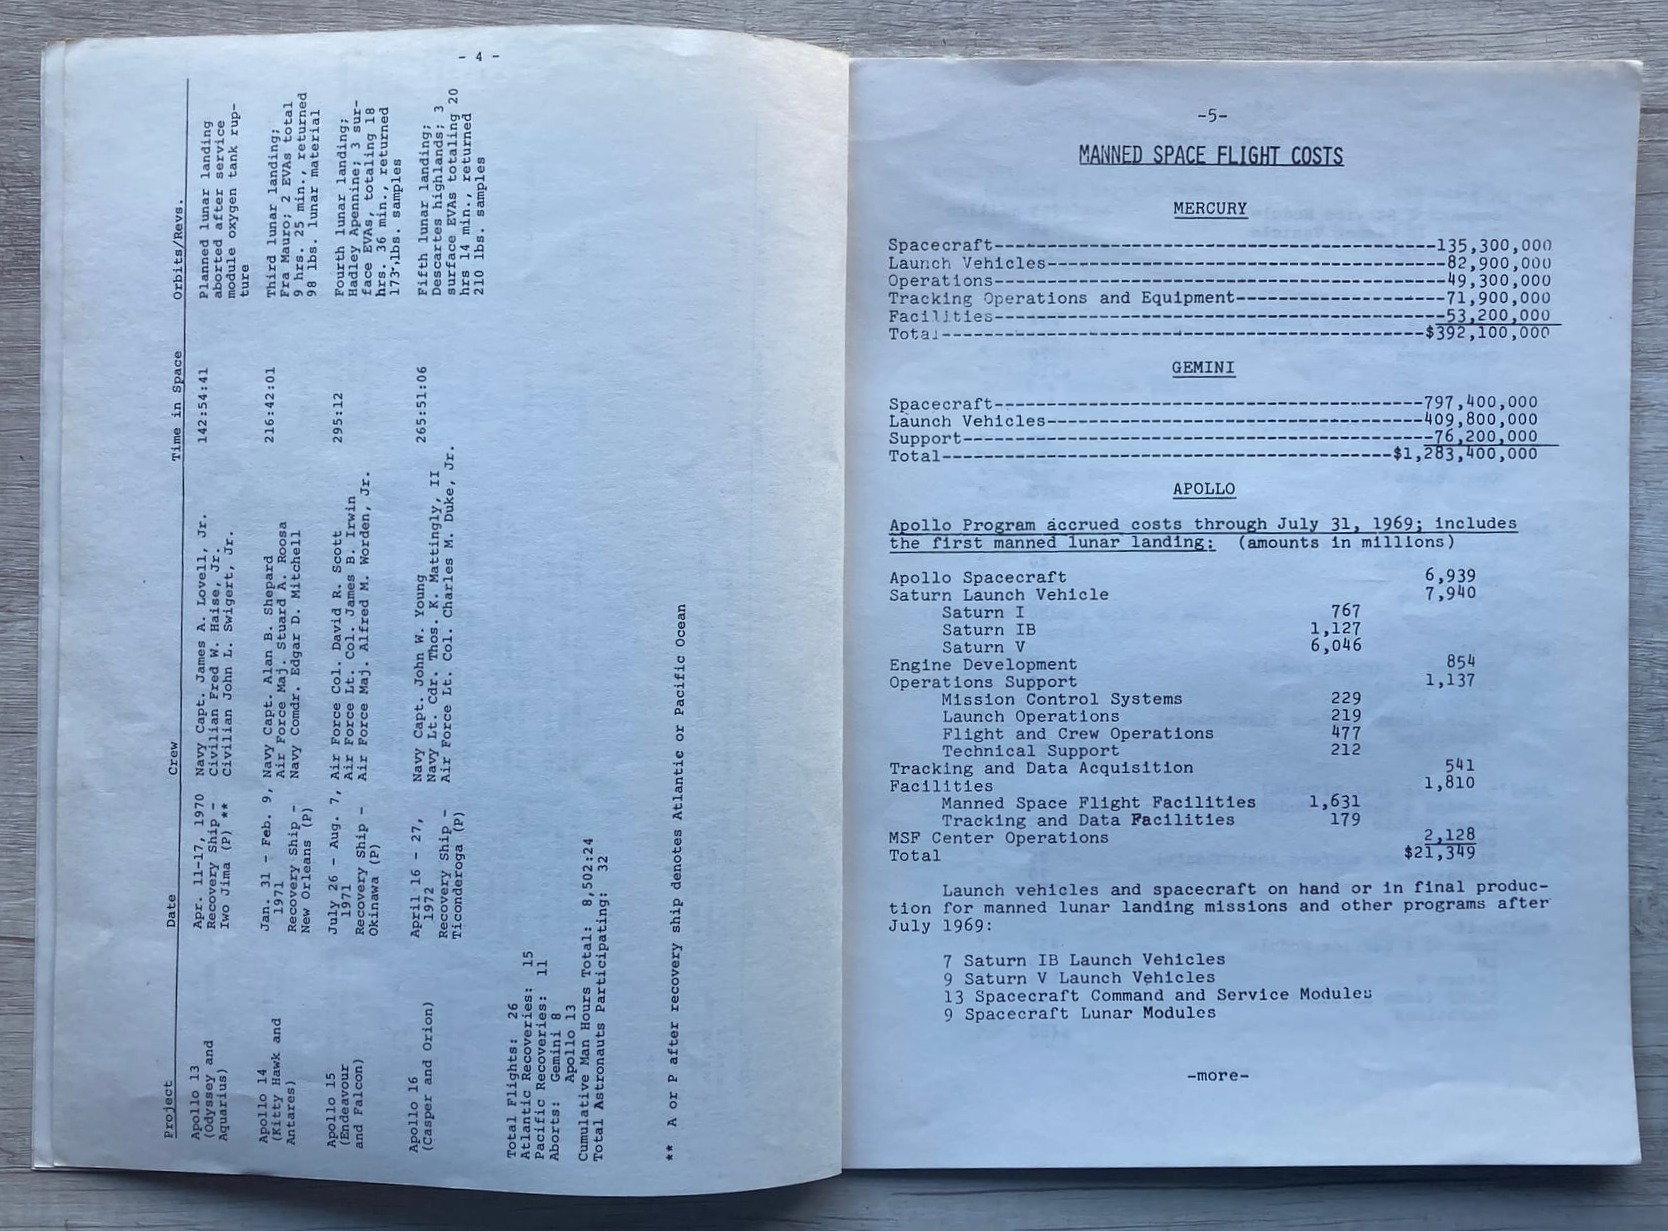 - 4 -
Project Date Crew Time in Space Orbits/Revs.
Apollo 13 Apr. 11-17, 1970 Navy Capt. James A. Lovell, Jr. 142:54:41 Planned lunar landing
(Odyssey and Recovery Ship - Civilian Fred W. Haise, Jr. aborted after service
Aquarius) Iwo Jima (P) ** Civilian John L. Swigert, Jr. module oxygen tank rup-
ture
Apollo 14 Jan. 31 - Feb. 9, Navy Capt. Alan B. Shepard 216:42:01 Third lunar landing;
(Kitty Hawk and 1971 Air Force Maj. Stuard A. Roosa Fra Mauro; 2 EVAs total
Antares) Recovery Ship - Navy Comdr. Edgar D. Mitchell 9 hrs. 25 min., returned
New Orleans (P) 98 lbs. lunar material
Apollo 15 July 26 - Aug. 7, Air Force Col. David R. Scott 295:12 Fourth lunar landing;
(Endeavour 1971 Air Force Lt. Col. James B. Irwin Hadley Apennine; 3 sur-
and Falcon) Recovery Ship - Air Force Maj. Alfred M. Worden, Jr. face EVAs, totaling 18
Okinawa (P) hrs. 36 min., returned
173 lbs. samples
Apollo 16 April 16 - 27, Navy Capt. John W. Young 265:51:06 Fifth lunar landing;
(Casper and Orion) 1972 Navy Lt. Cdr. Thos. K. Mattingly, II Descartes highlands; 3
Recovery Ship - Air Force Lt. Col. Charles M. Duke, Jr. surface EVAs totaling 20
Ticonderoga (P) hrs 14 min., returned
210 lbs. samples
Total Flights: 26
Atlantic Recoveries: 15
Pacific Recoveries: 11
Aborts: Gemini 8
Apollo 13
Cumulative Man Hours Total: 8,502:24
Total Astronauts Participating: 32
** A or P after recovery ship denotes Atlantic or Pacific Ocean
-5-
MANNED SPACE FLIGHT COSTS
MERCURY
Spacecraft----------135,300,000
Launch Vehicles----------82,900,000
Operations----------49,300,000
Tracking Operations and Equipment----------71,900,000
Facilities----------53,200,000
Total----------$392,100,000
GEMINI
Spacecraft----------797,400,000
Launch Vehicles----------409,800,000
Support----------76,200,000
Total----------$1,283,400,000
APOLLO
Apollo Program accrued costs through July 31, 1969; includes
the first manned lunar landing: (amounts in millions)
Apollo Spacecraft 6,939
Saturn Launch Vehicle 7,940
Saturn I 767
Saturn IB 1,127
Saturn V 6,046
Engine Development 854
Operations Support 1,137
Mission Control Systems 229
Launch Operations 219
Flight and Crew Operations 477
Technical Support 212
Tracking and Data Acquisition 541
Facilities 1,810
Manned Space Flight Facilities 1,631
Tracking and Data Facilities 179
MSF Center Operations 2,128
Total $21,349
Launch vehicles and spacecraft on hand or in final produc-
tion for manned lunar landing missions and other programs after
July 1969:
7 Saturn IB Launch Vehicles
9 Saturn V Launch Vehicles
13 Spacecraft Command and Service Modules
9 Spacecraft Lunar Modules
-more-